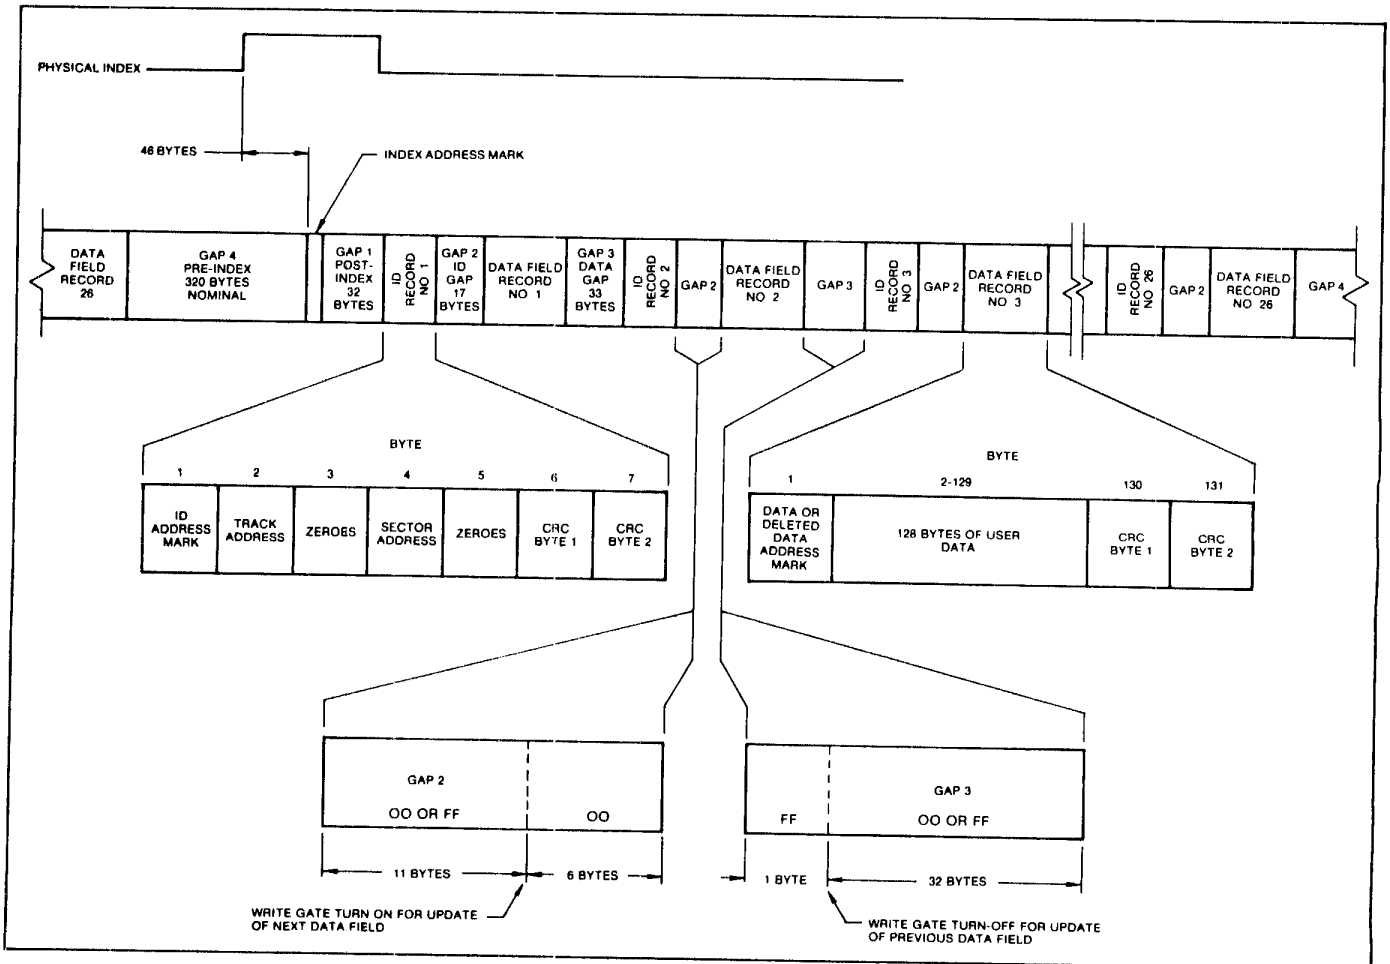 PHYSICAL INDEX
46 BYTES
INDEX ADDRESS MARK
DATA
FIELD
RECORD
26
GAP 4
PRE-INDEX
320 BYTES
NOMINAL
GAP 1
POST-
INDEX
32
BYTES
ID
RECORD
NO 1
GAP 2
ID
GAP
17
BYTES
DATA FIELD
RECORD
NO 1
GAP 3
DATA
GAP
33
BYTES
ID
RECORD
NO 2
GAP 2
DATA FIELD
RECORD
NO 2
GAP 3
ID
RECORD
NO 3
GAP 2
DATA FIELD
RECORD
NO 3
ID
RECORD
NO 26
GAP 2
DATA FIELD
RECORD
NO 26
GAP 4
BYTE
1 2 3 4 5 6 7
ID
ADDRESS
MARK
TRACK
ADDRESS
ZEROES
SECTOR
ADDRESS
ZEROES
CRC
BYTE 1
CRC
BYTE 2
BYTE
1 2-129 130 131
DATA OR
DELETED
DATA
ADDRESS
MARK
128 BYTES OF USER
DATA
CRC
BYTE 1
CRC
BYTE 2
GAP 2
OO OR FF
OO
11 BYTES
6 BYTES
WRITE GATE TURN ON FOR UPDATE
OF NEXT DATA FIELD
FF
GAP 3
OO OR FF
1 BYTE
32 BYTES
WRITE GATE TURN-OFF FOR UPDATE
OF PREVIOUS DATA FIELD